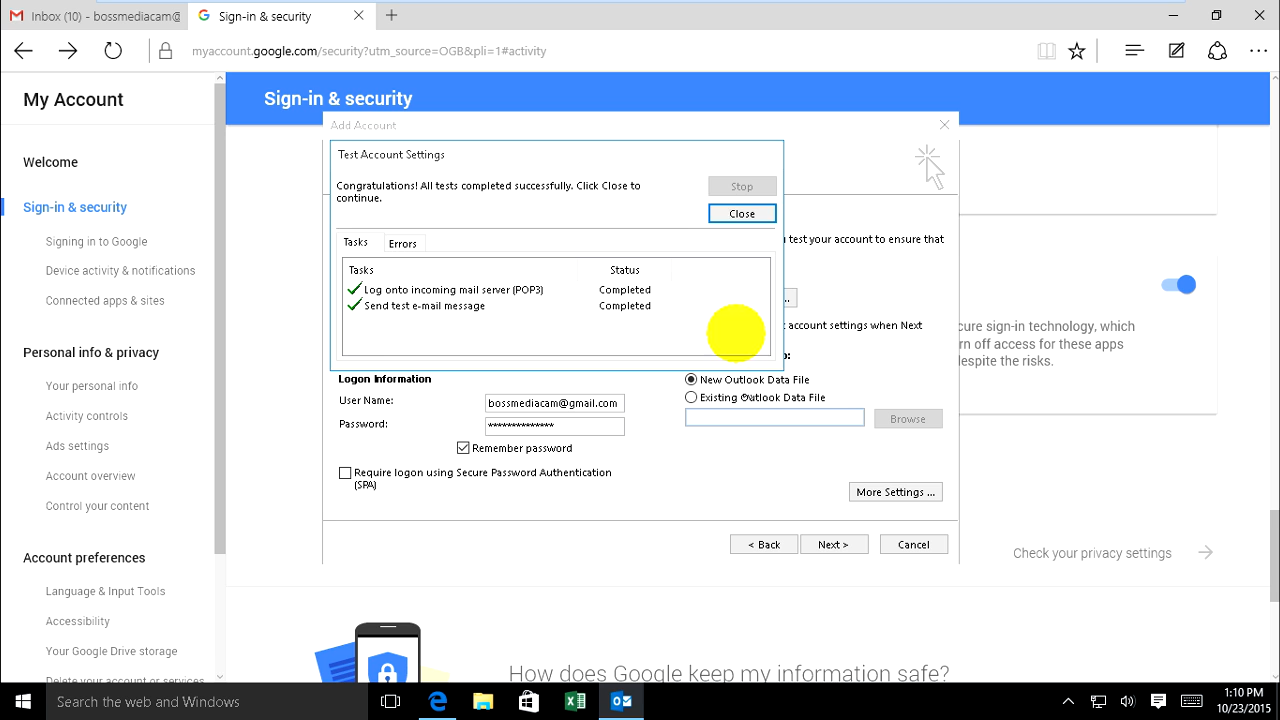 Inbox (10) - bossmediacam@
Sign-in & security
myaccount.google.com/security?utm_source=OGB&pli=1#activity
My Account
Sign-in & security
Welcome
Sign-in & security
Signing in to Google
Device activity & notifications
Connected apps & sites
Personal info & privacy
Your personal info
Activity controls
Ads settings
Account overview
Control your content
Account preferences
Language & Input Tools
Accessibility
Your Google Drive storage
Delete your account or services
Add Account
Test Account Settings
Congratulations! All tests completed successfully. Click Close to
continue.
Stop
Close
Tasks
Errors
Tasks Status
Log onto incoming mail server (POP3) Completed
Send test e-mail message Completed
test your account to ensure that
account settings when Next
Logon Information
User Name: bossmediacam@gmail.com
Password: **************
Remember password
Require logon using Secure Password Authentication
(SPA)
New Outlook Data File
Existing Outlook Data File
Browse
More Settings ...
< Back
Next >
Cancel
cure sign-in technology, which
rn off access for these apps
despite the risks.
Check your privacy settings
How does Google keep my information safe?
Search the web and Windows
1:10 PM
10/23/2015